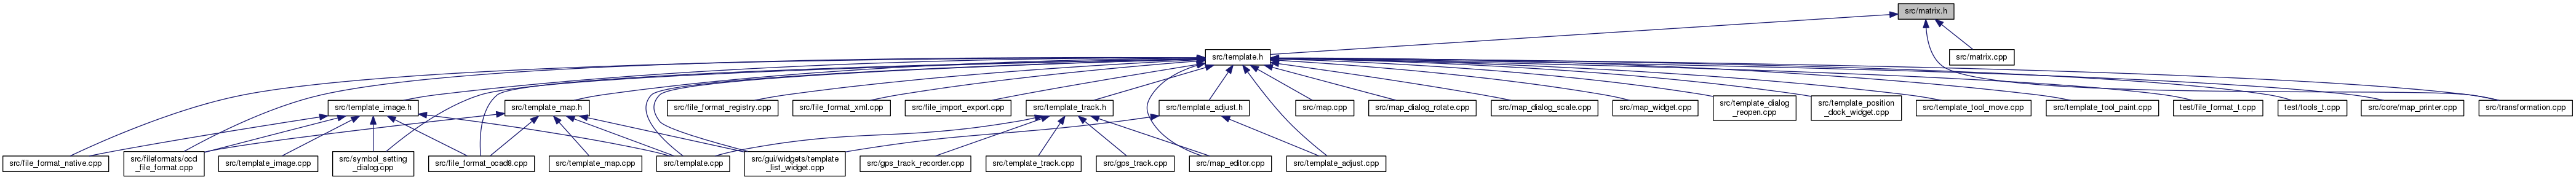 src/matrix.h
src/template.h
src/matrix.cpp
src/template_image.h
src/template_map.h
src/file_format_registry.cpp
src/file_format_xml.cpp
src/file_import_export.cpp
src/template_track.h
src/template_adjust.h
src/map.cpp
src/map_dialog_rotate.cpp
src/map_dialog_scale.cpp
src/map_widget.cpp
src/template_dialog
_reopen.cpp
src/template_position
_dock_widget.cpp
src/template_tool_move.cpp
src/template_tool_paint.cpp
test/file_format_t.cpp
test/tools_t.cpp
src/core/map_printer.cpp
src/transformation.cpp
src/file_format_native.cpp
src/fileformats/ocd
_file_format.cpp
src/template_image.cpp
src/symbol_setting
_dialog.cpp
src/file_format_ocad8.cpp
src/template_map.cpp
src/template.cpp
src/gui/widgets/template
_list_widget.cpp
src/gps_track_recorder.cpp
src/template_track.cpp
src/gps_track.cpp
src/map_editor.cpp
src/template_adjust.cpp